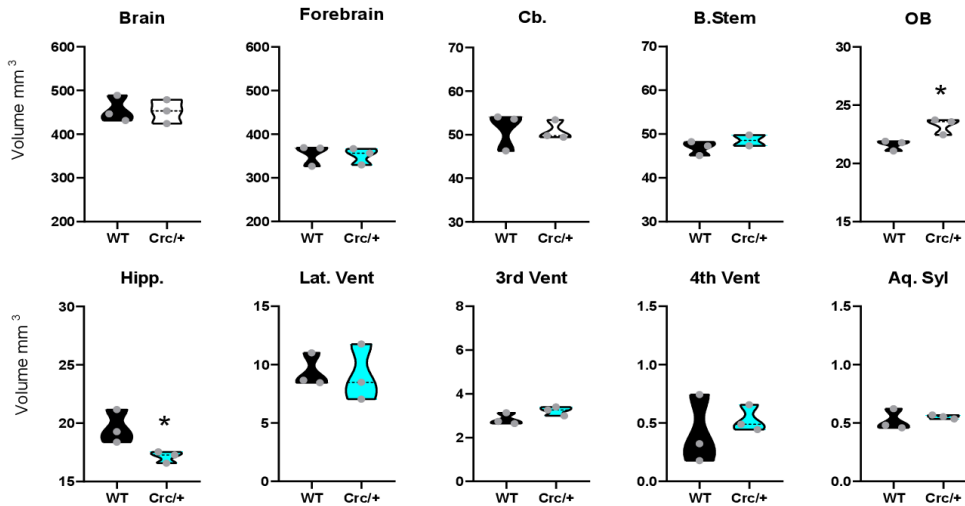 Brain Forebrain Cb. B.Stem OB
Volume mm 3
600 600 70 70 25
500 500 60 60 23
400 400 * 
300 300 50 50 21
40 40 19
17
200 200 30 30 15
WT Crc/+ WT Crc/+ WT Crc/+ WT Crc/+ WT Crc/+
Hipp. Lat. Vent 3rd Vent 4th Vent Aq. Syl
Volume mm 3
30 15 8 1.5 1.5
6
25 10 1.0 1.0
*
20 4
5 0.5 0.5
2
15 0 0 0.0 0.0
WT Crc/+ WT Crc/+ WT Crc/+ WT Crc/+ WT Crc/+